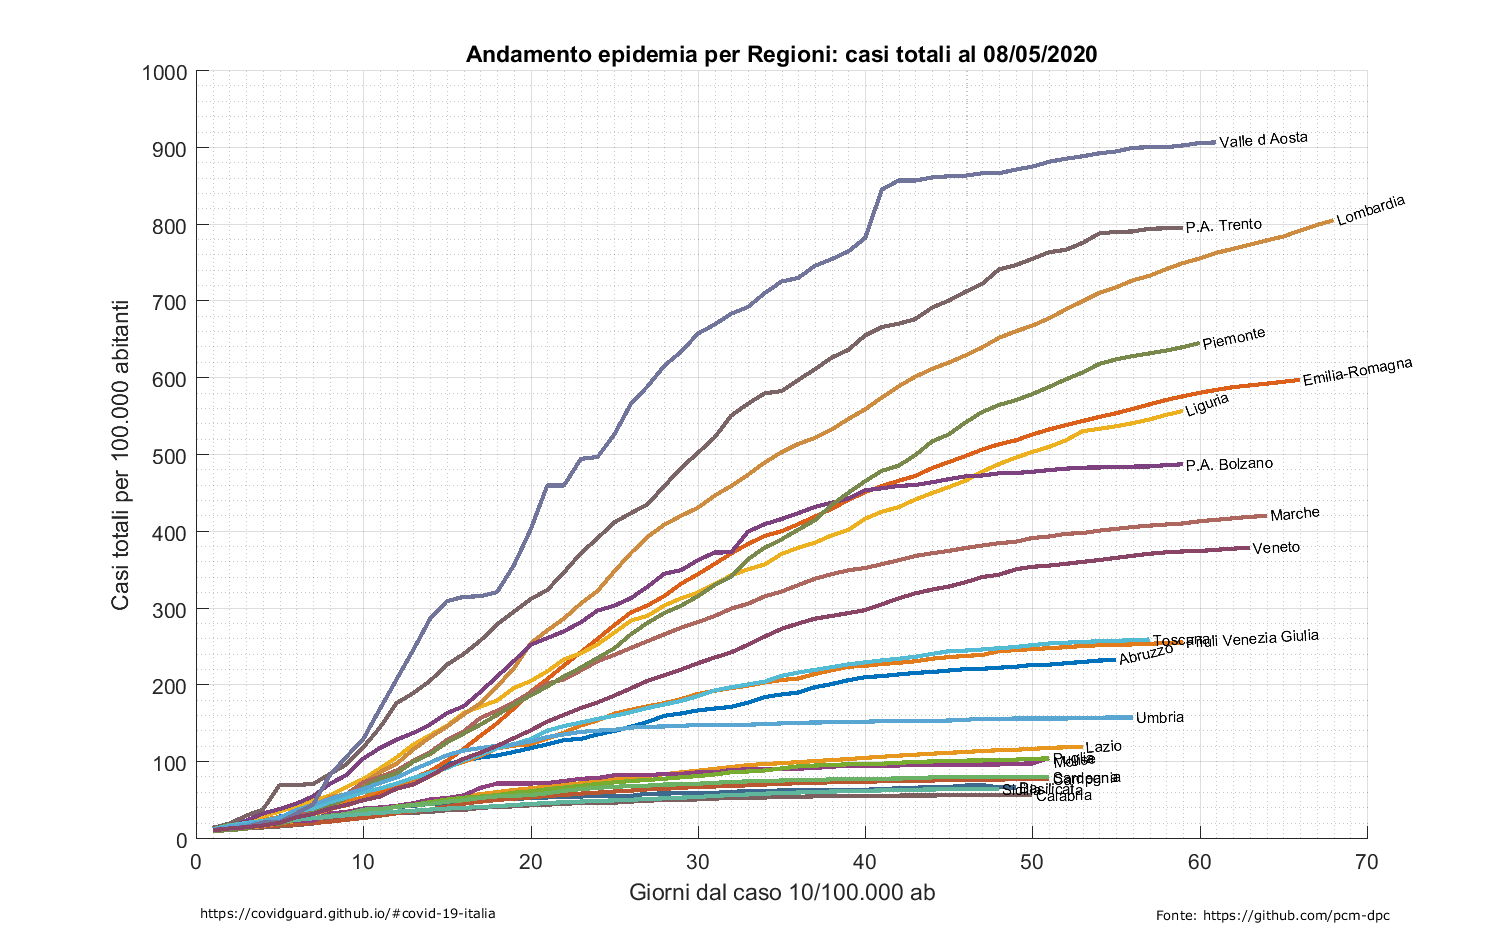 Andamento epidemia per Regioni: casi totali al 08/05/2020
1000
900
800
700
600
500
400
300
200
100
0
Casi totali per 100.000 abitanti
Valle d Aosta
Lombardia
P.A. Trento
Piemonte
Emilia-Romagna
Liguria
P.A. Bolzano
Marche
Veneto
Toscana
Friuli Venezia Giulia
Abruzzo
Umbria
Lazio
Puglia
Molise
Sardegna
Campania
Sicilia
Basilicata
Calabria
0 10 20 30 40 50 60 70
Giorni dal caso 10/100.000 ab
https://covidguard.github.io/#covid-19-italia
Fonte: https://github.com/pcm-dpc